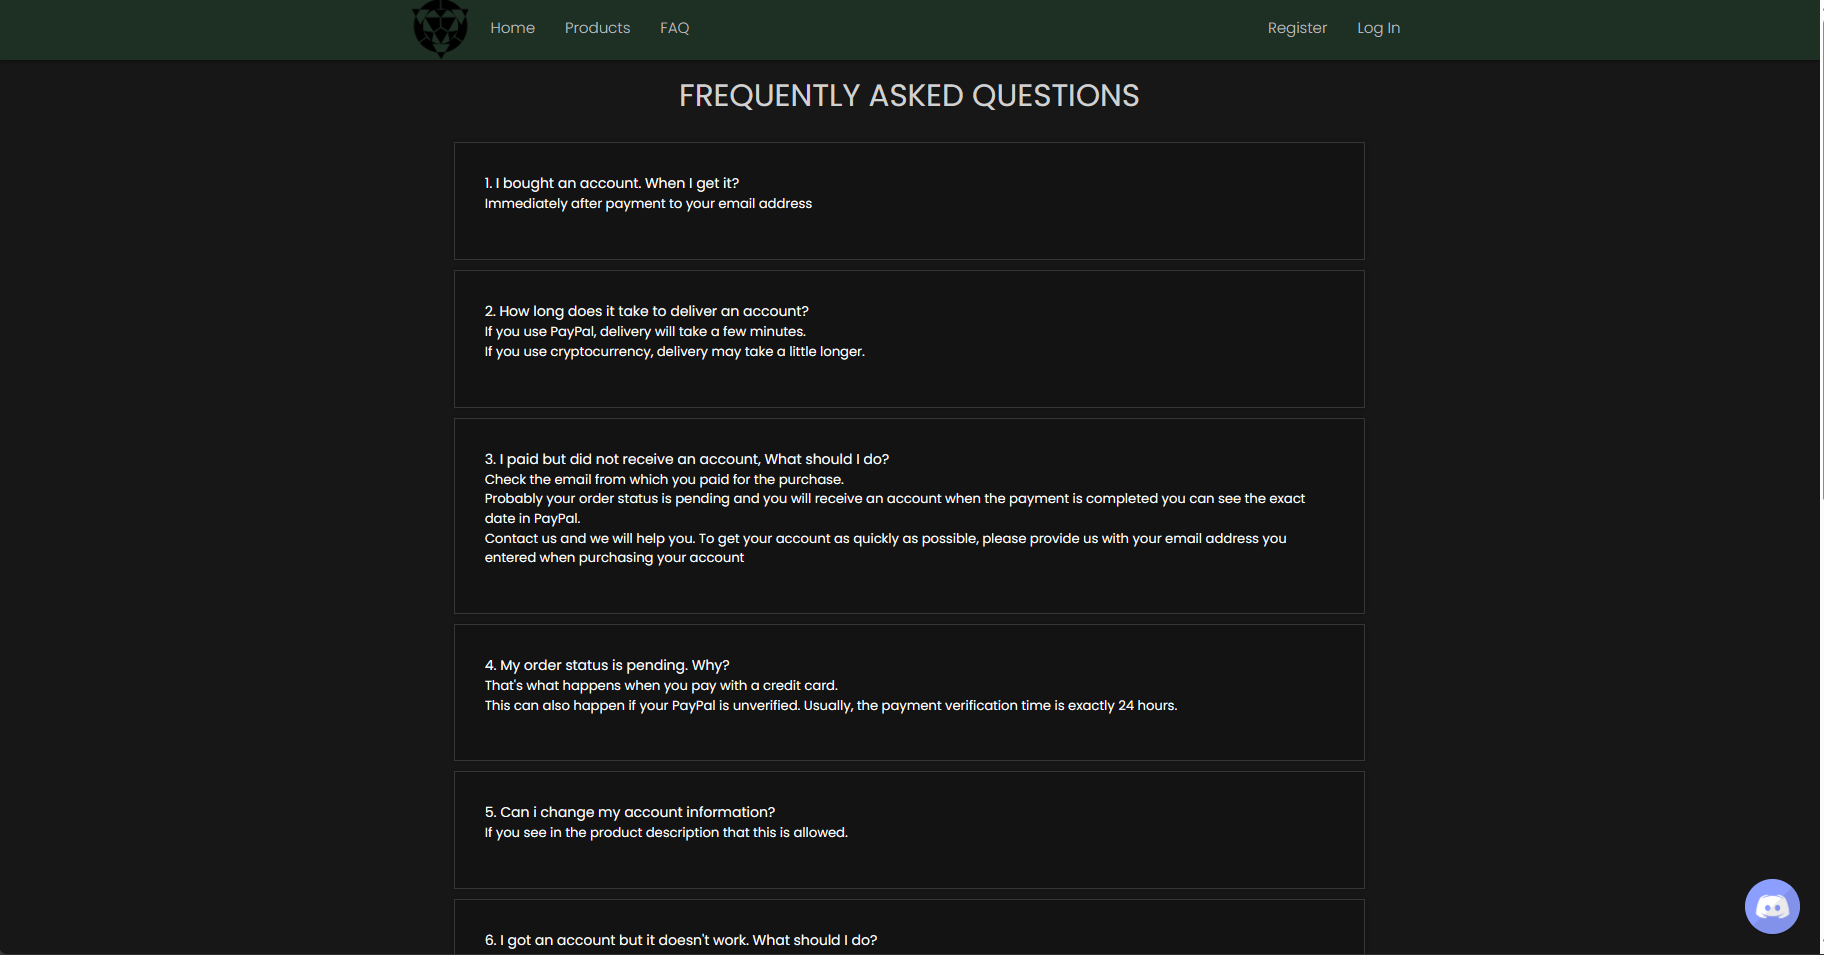 Home Products FAQ Register Log In
FREQUENTLY ASKED QUESTIONS
1. I bought an account. When I get it?
Immediately after payment to your email address
2. How long does it take to deliver an account?
If you use PayPal, delivery will take a few minutes.
If you use cryptocurrency, delivery may take a little longer.
3. I paid but did not receive an account, What should I do?
Check the email from which you paid for the purchase.
Probably your order status is pending and you will receive an account when the payment is completed you can see the exact
date in PayPal.
Contact us and we will help you. To get your account as quickly as possible, please provide us with your email address you
entered when purchasing your account
4. My order status is pending. Why?
That's what happens when you pay with a credit card.
This can also happen if your PayPal is unverified. Usually, the payment verification time is exactly 24 hours.
5. Can i change my account information?
If you see in the product description that this is allowed.
6. I got an account but it doesn't work. What should I do?